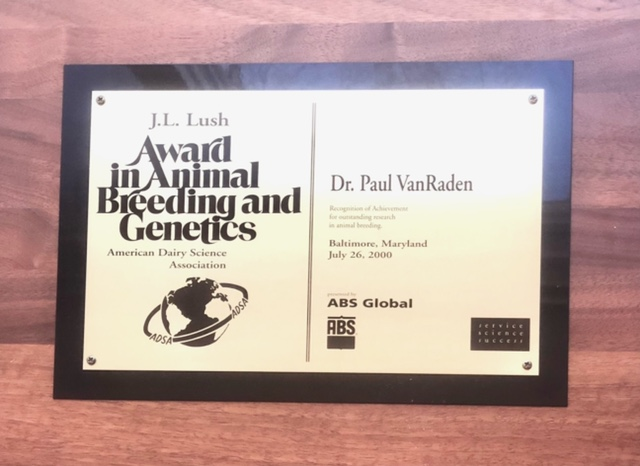 J.L. Lush
Award
in Animal
Breeding and
Genetics
American Dairy Science
Association
ADSA
ADSA
Dr. Paul VanRaden
Recognition of Achievement
for outstanding research
in animal breeding.
Baltimore, Maryland
July 26, 2000
presented by
ABS Global
ABS
service
science
success